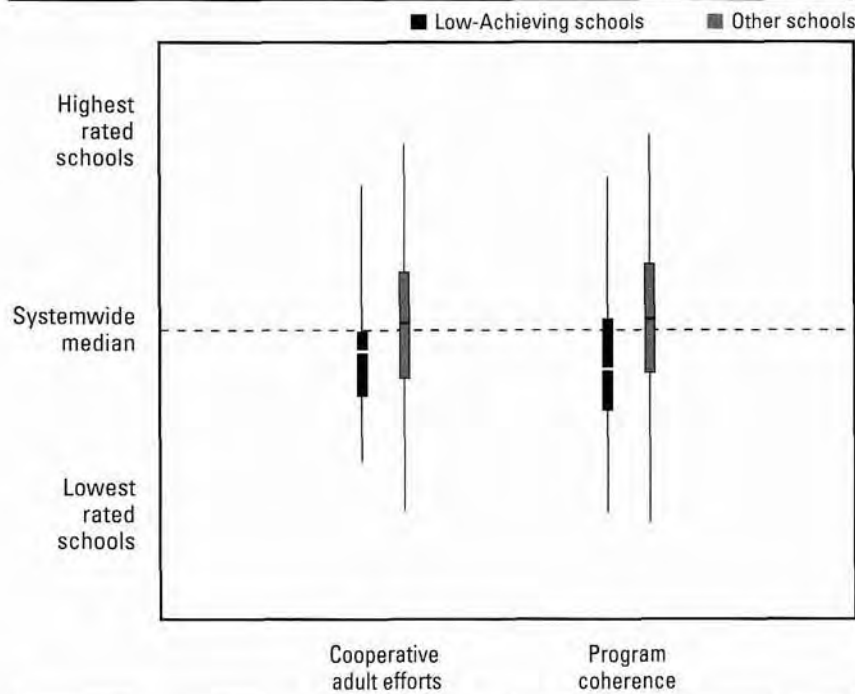 Low-Achieving schools Other schools
Highest
rated
schools
Systemwide
median
Lowest
rated
schools
Cooperative
adult efforts
Program
coherence